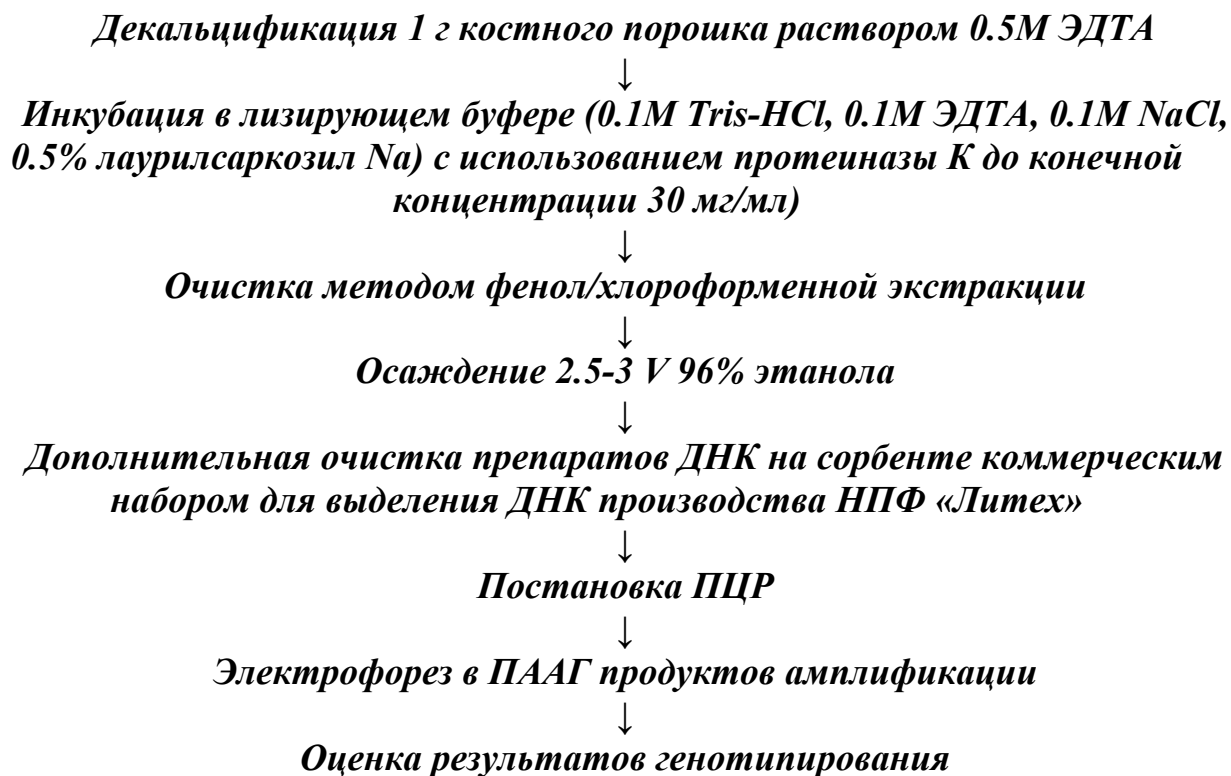 Декальцификация 1 г костного порошка раствором 0.5М ЭДТА
↓
Инкубация в лизирующем буфере (0.1М Tris-HCl, 0.1М ЭДТА, 0.1М NaCl,
0.5% лаурилсаркозил Na) с использованием протеиназы К до конечной
концентрации 30 мг/мл)
↓
Очистка методом фенол/хлороформенной экстракции
↓
Осаждение 2.5-3 V 96% этанола
↓
Дополнительная очистка препаратов ДНК на сорбенте коммерческим
набором для выделения ДНК производства НПФ «Литех»
↓
Постановка ПЦР
↓
Электрофорез в ПААГ продуктов амплификации
↓
Оценка результатов генотипирования